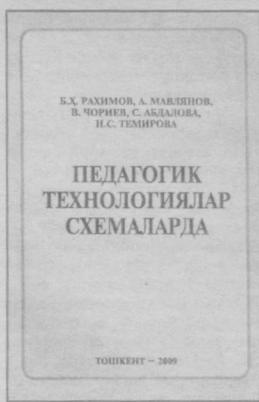 Б.Ҳ. РАХИМОВ, А. МАВЛЯНОВ,
В. ЧОРИЕВ, С. АБДАЛОВА,
Н.С. ТЕМИРОВА
ПЕДАГОГИК
ТЕХНОЛОГИЯЛАР
СХЕМАЛАРДА
ТОШКЕНТ – 2009